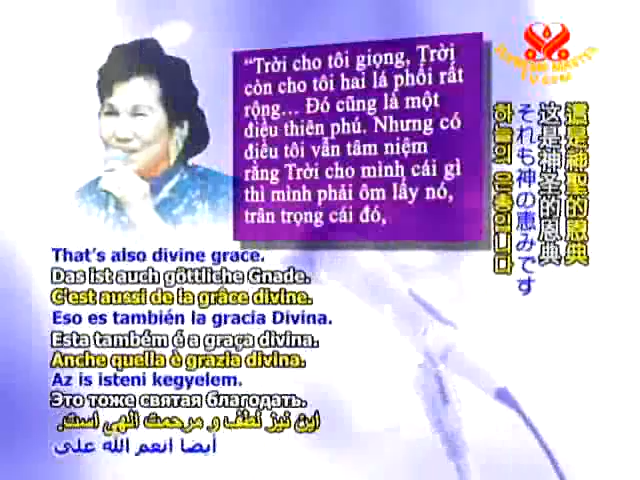 “Trời cho tôi giọng, Trời
còn cho tôi hai lá phổi rất
rộng... Đó cũng là một
điều thiên phú. Nhưng có
điều tôi vẫn tâm niệm
rằng Trời cho mình cái gì
thì mình phải ôm lấy nó,
trân trọng cái đó,
SUPREME MASTER
TV.COM
這是神聖的恩典
这是神圣的恩典
それも神の恵みです
하늘의 은총입니다
That's also divine grace.
Das ist auch göttliche Gnade.
C'est aussi de la grâce divine.
Eso es también la gracia Divina.
Esta também é a graça divina.
Anche quella è grazia divina.
Az is isteni kegyelem.
Это тоже святая благодать.
این نیز لطف و مرحمت الهی است.
أيضا انعم الله على